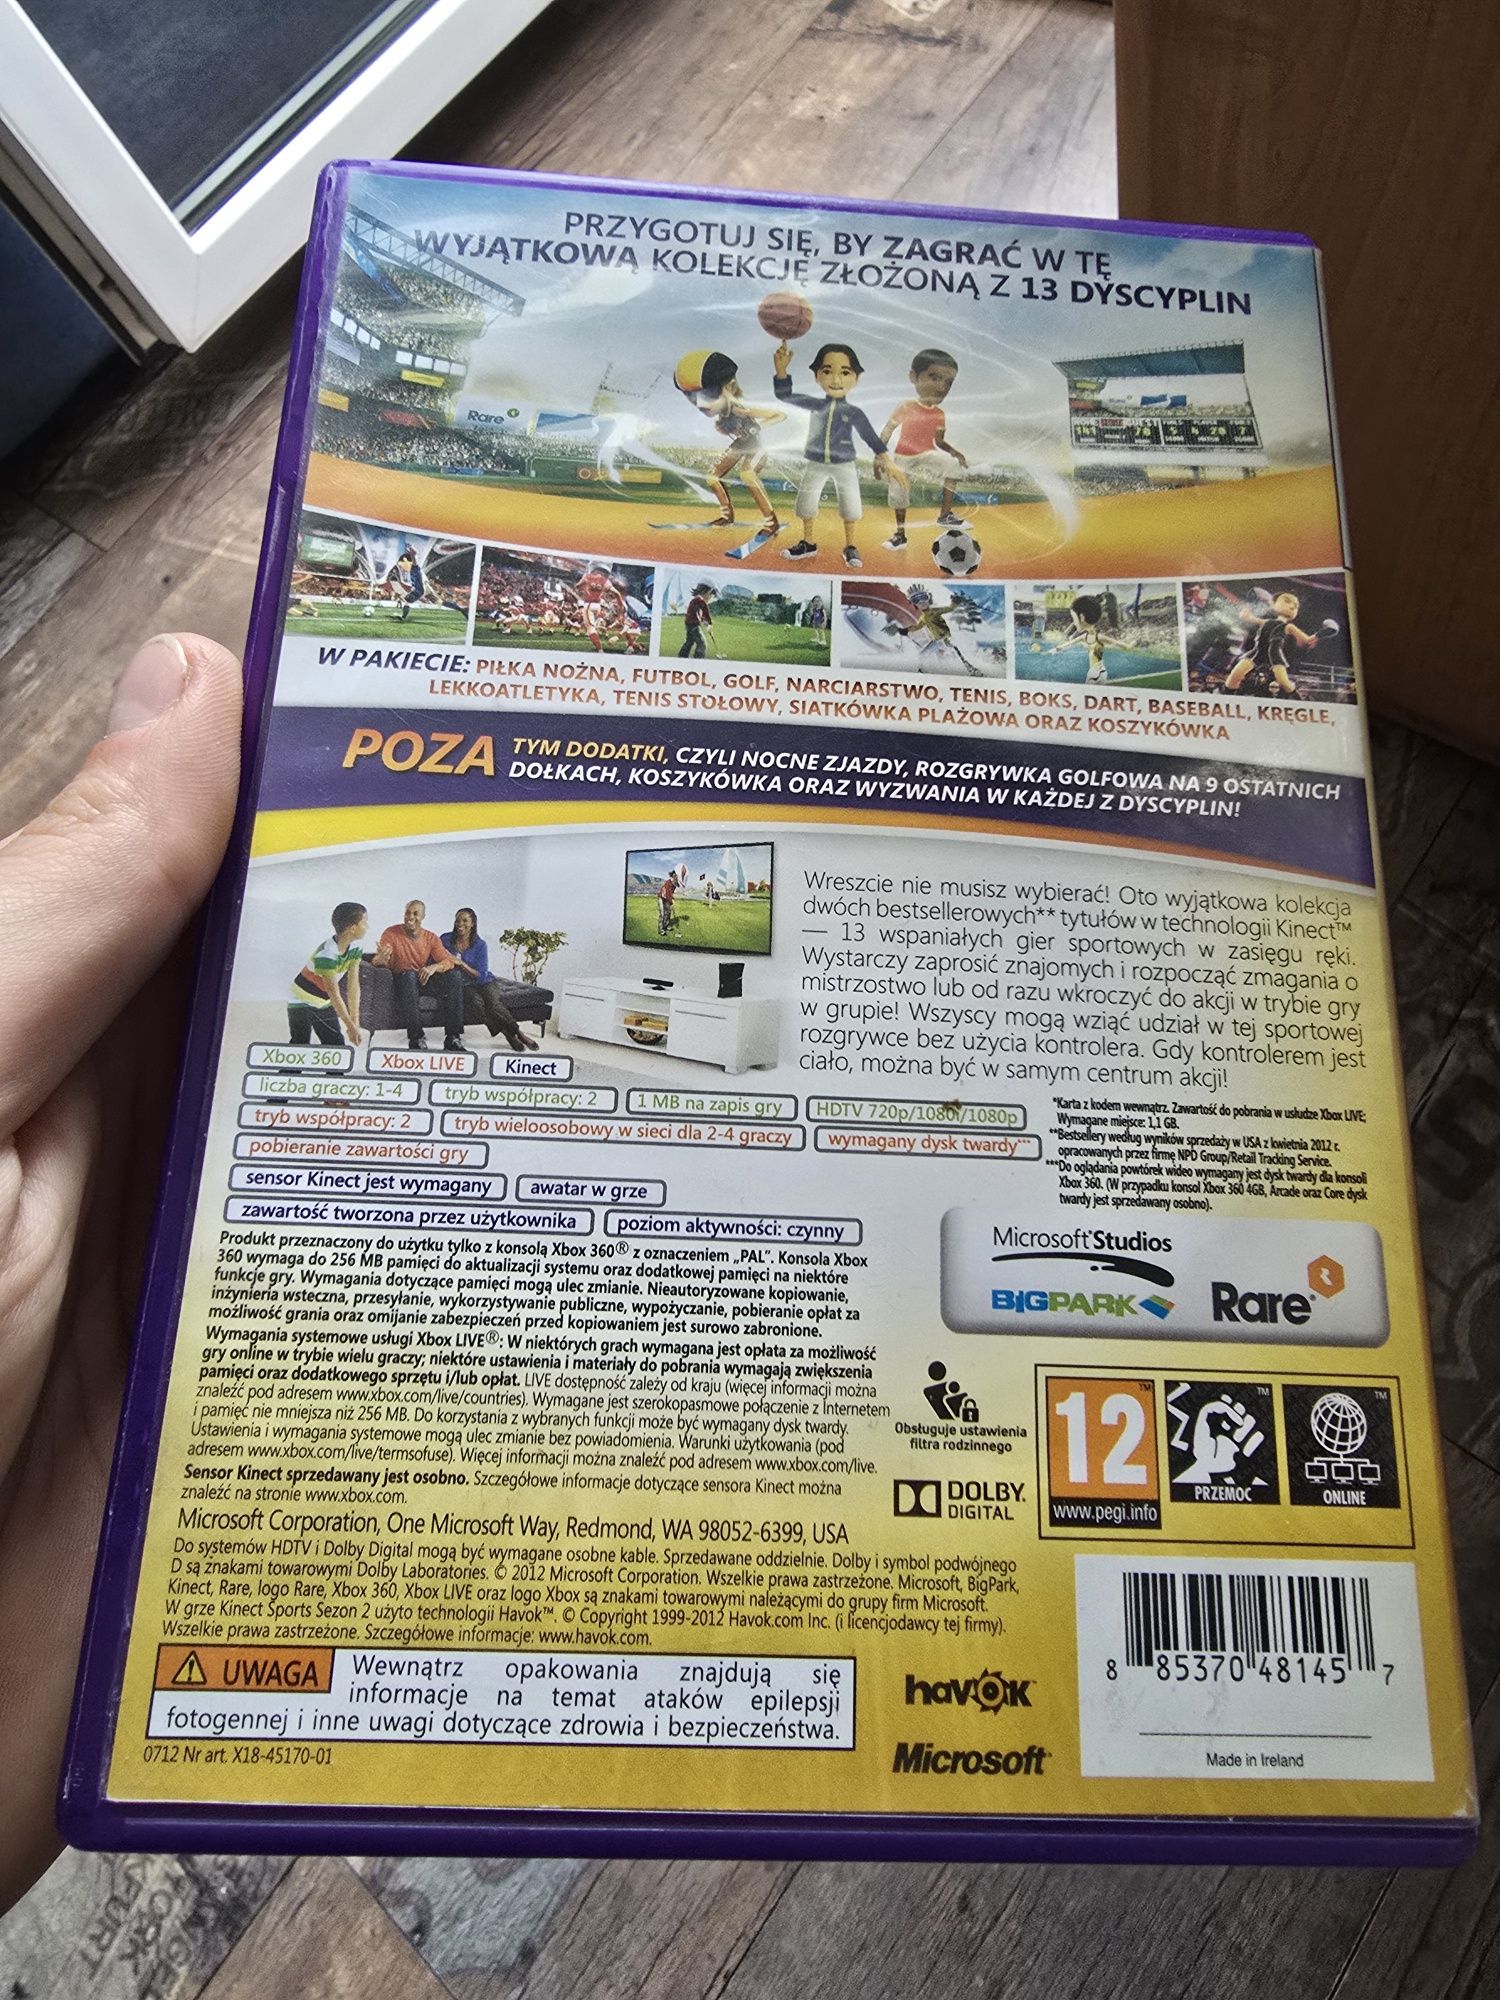 PRZYGOTUJ SIĘ, BY ZAGRAĆ W TĘ
WYJĄTKOWĄ KOLEKCJĘ ZŁOŻONĄ Z 13 DYSCYPLIN
Rare
W PAKIECIE: PIŁKA NOŻNA, FUTBOL, GOLF, NARCIARSTWO, TENIS, BOKS, DART, BASEBALL, KRĘGLE,
LEKKOATLETYKA, TENIS STOŁOWY, SIATKÓWKA PLAŻOWA ORAZ KOSZYKÓWKA
POZA TYM DODATKI, CZYLI NOCNE ZJAZDY, ROZGRYWKA GOLFOWA NA 9 OSTATNICH
DOŁKACH, KOSZYKÓWKA ORAZ WYZWANIA W KAŻDEJ Z DYSCYPLIN!
Wreszcie nie musisz wybierać! Oto wyjątkowa kolekcja
dwóch bestsellerowych** tytułów w technologii Kinect™
— 13 wspaniałych gier sportowych w zasięgu ręki.
Wystarczy zaprosić znajomych i rozpocząć zmagania o
mistrzostwo lub od razu wkroczyć do akcji w trybie gry
w grupie! Wszyscy mogą wziąć udział w tej sportowej
rozgrywce bez użycia kontrolera. Gdy kontrolerem jest
ciało, można być w samym centrum akcji!
Xbox 360 Xbox LIVE Kinect
liczba graczy: 1-4 tryb współpracy: 2 1 MB na zapis gry HDTV 720p/1080i/1080p
tryb współpracy: 2 tryb wieloosobowy w sieci dla 2-4 graczy wymagany dysk twardy***
pobieranie zawartości gry
sensor Kinect jest wymagany awatar w grze
zawartość tworzona przez użytkownika poziom aktywności: czynny
*Karta z kodem wewnątrz. Zawartość do pobrania w usłudze Xbox LIVE;
Wymagane miejsce: 1,1 GB.
**Bestsellery według wyników sprzedaży w USA z kwietnia 2012 r.
opracowanych przez firmę NPD Group/Retail Tracking Service.
***Do oglądania powtórek wideo wymagany jest dysk twardy dla konsoli
Xbox 360. (W przypadku konsol Xbox 360 4GB, Arcade oraz Core dysk
twardy jest sprzedawany osobno).
Produkt przeznaczony do użytku tylko z konsolą Xbox 360® z oznaczeniem „PAL”. Konsola Xbox
360 wymaga do 256 MB pamięci do aktualizacji systemu oraz dodatkowej pamięci na niektóre
funkcje gry. Wymagania dotyczące pamięci mogą ulec zmianie. Nieautoryzowane kopiowanie,
inżynieria wsteczna, przesyłanie, wykorzystywanie publiczne, wypożyczanie, pobieranie opłat za
możliwość grania oraz omijanie zabezpieczeń przed kopiowaniem jest surowo zabronione.
Wymagania systemowe usługi Xbox LIVE®: W niektórych grach wymagana jest opłata za możliwość
gry online w trybie wielu graczy; niektóre ustawienia i materiały do pobrania wymagają zwiększenia
pamięci oraz dodatkowego sprzętu i/lub opłat. LIVE dostępność zależy od kraju (więcej informacji można
znaleźć pod adresem www.xbox.com/live/countries). Wymagane jest szerokopasmowe połączenie z Internetem
i pamięć nie mniejsza niż 256 MB. Do korzystania z wybranych funkcji może być wymagany dysk twardy.
Ustawienia i wymagania systemowe mogą ulec zmianie bez powiadomienia. Warunki użytkowania (pod
adresem www.xbox.com/live/termsofuse). Więcej informacji można znaleźć pod adresem www.xbox.com/live.
Sensor Kinect sprzedawany jest osobno. Szczegółowe informacje dotyczące sensora Kinect można
znaleźć na stronie www.xbox.com.
Microsoft Corporation, One Microsoft Way, Redmond, WA 98052-6399, USA
Do systemów HDTV i Dolby Digital mogą być wymagane osobne kable. Sprzedawane oddzielnie. Dolby i symbol podwójnego
D są znakami towarowymi Dolby Laboratories. © 2012 Microsoft Corporation. Wszelkie prawa zastrzeżone. Microsoft, BigPark,
Kinect, Rare, logo Rare, Xbox 360, Xbox LIVE oraz logo Xbox są znakami towarowymi należącymi do grupy firm Microsoft.
W grze Kinect Sports Sezon 2 użyto technologii Havok™. © Copyright 1999-2012 Havok.com Inc. (i licencjodawcy tej firmy).
Wszelkie prawa zastrzeżone. Szczegółowe informacje: www.havok.com.
UWAGA Wewnątrz opakowania znajdują się
informacje na temat ataków epilepsji
fotogennej i inne uwagi dotyczące zdrowia i bezpieczeństwa.
0712 Nr art. X18-45170-01
Microsoft Studios
BIGPARK Rare
Obsługuje ustawienia
filtra rodzinnego
DOLBY.
DIGITAL
12
www.pegi.info
PRZEMOC
ONLINE
havok
Microsoft
8 85370 48145 7
Made in Ireland